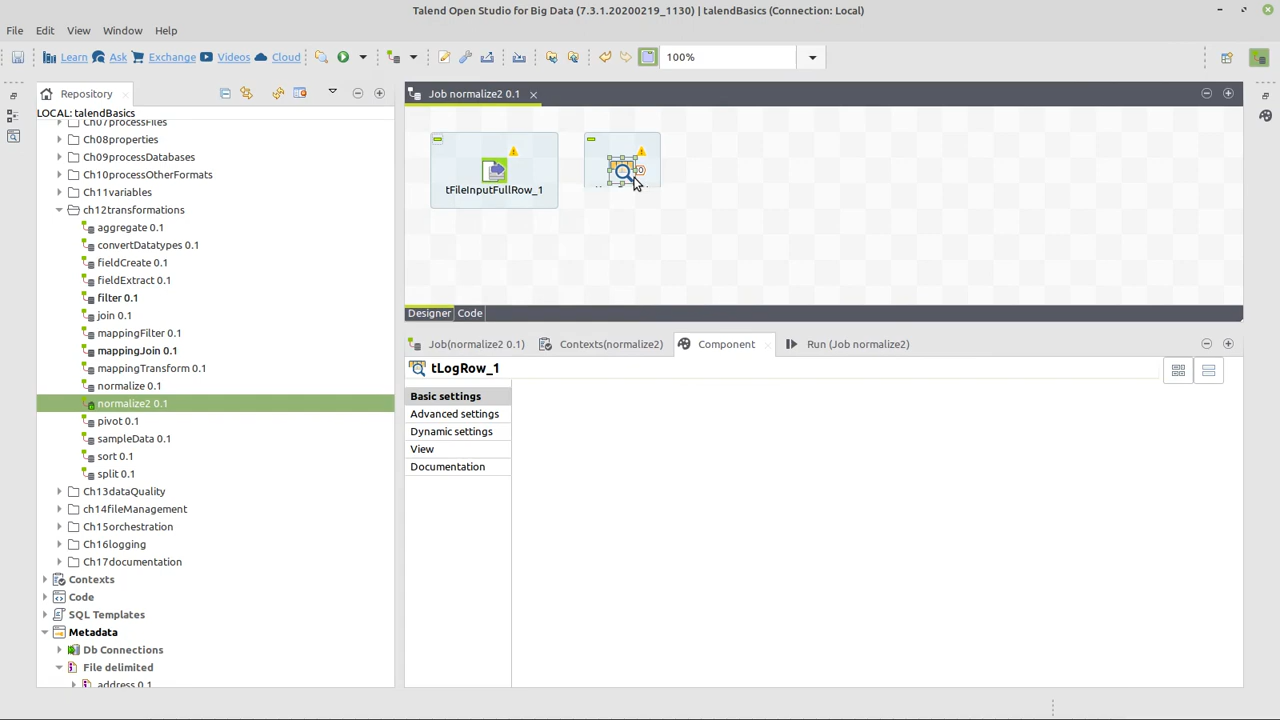 Talend Open Studio for Big Data (7.3.1.20200219_1130) | talendBasics (Connection: Local)
File Edit View Window Help
Learn Ask Exchange Videos Cloud 100%
Repository
LOCAL: talendBasics
Ch07processFiles
Ch08properties
Ch09processDatabases
Ch10processOtherFormats
Ch11variables
ch12transformations
aggregate 0.1
convertDatatypes 0.1
fieldCreate 0.1
fieldExtract 0.1
filter 0.1
join 0.1
mappingFilter 0.1
mappingJoin 0.1
mappingTransform 0.1
normalize 0.1
normalize2 0.1
pivot 0.1
sampleData 0.1
sort 0.1
split 0.1
Ch13dataQuality
ch14fileManagement
Ch15orchestration
Ch16logging
Ch17documentation
Contexts
Code
SQL Templates
Metadata
Db Connections
File delimited
address 0.1
Job normalize2 0.1
tFileInputFullRow_1
Designer Code
Job(normalize2 0.1) Contexts(normalize2) Component Run (Job normalize2)
tLogRow_1
Basic settings
Advanced settings
Dynamic settings
View
Documentation